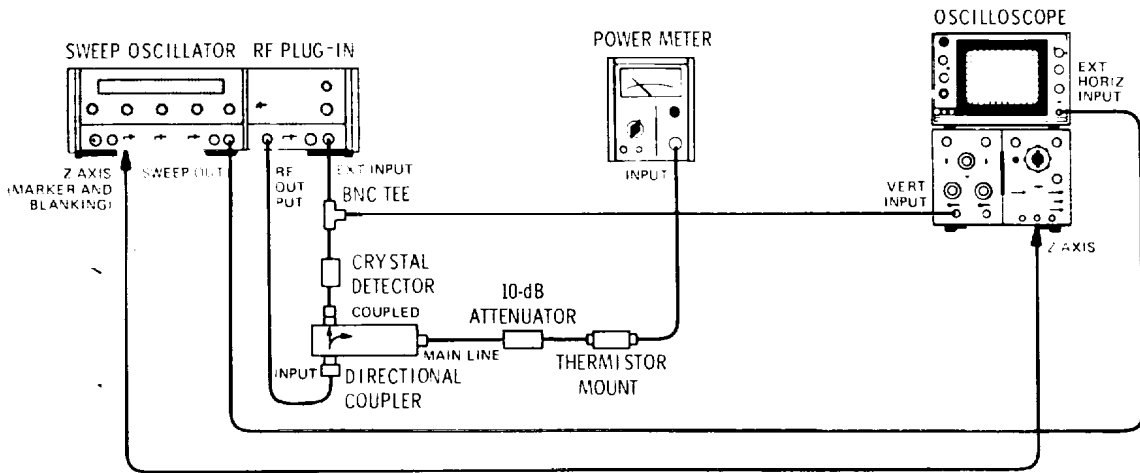 OSCILLOSCOPE
SWEEP OSCILLATOR RF PLUG-IN
POWER METER
EXT
HORIZ
INPUT
Z AXIS
(MARKER AND
BLANKING)
SWEEP OUT
RF
OUT
PUT
EXT INPUT
BNC TEE
INPUT
VERT
INPUT
Z AXIS
CRYSTAL
DETECTOR
10-dB
ATTENUATOR
COUPLED
MAIN LINE
THERMISTOR
MOUNT
INPUT
DIRECTIONAL
COUPLER